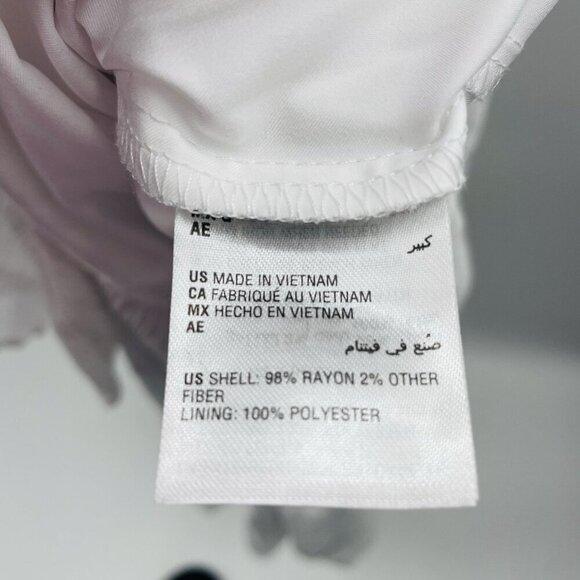 AE
كبير
US MADE IN VIETNAM
CA FABRIQUÉ AU VIETNAM
MX HECHO EN VIETNAM
AE
صُنع في فيتنام
US SHELL: 98% RAYON 2% OTHER
FIBER
LINING: 100% POLYESTER